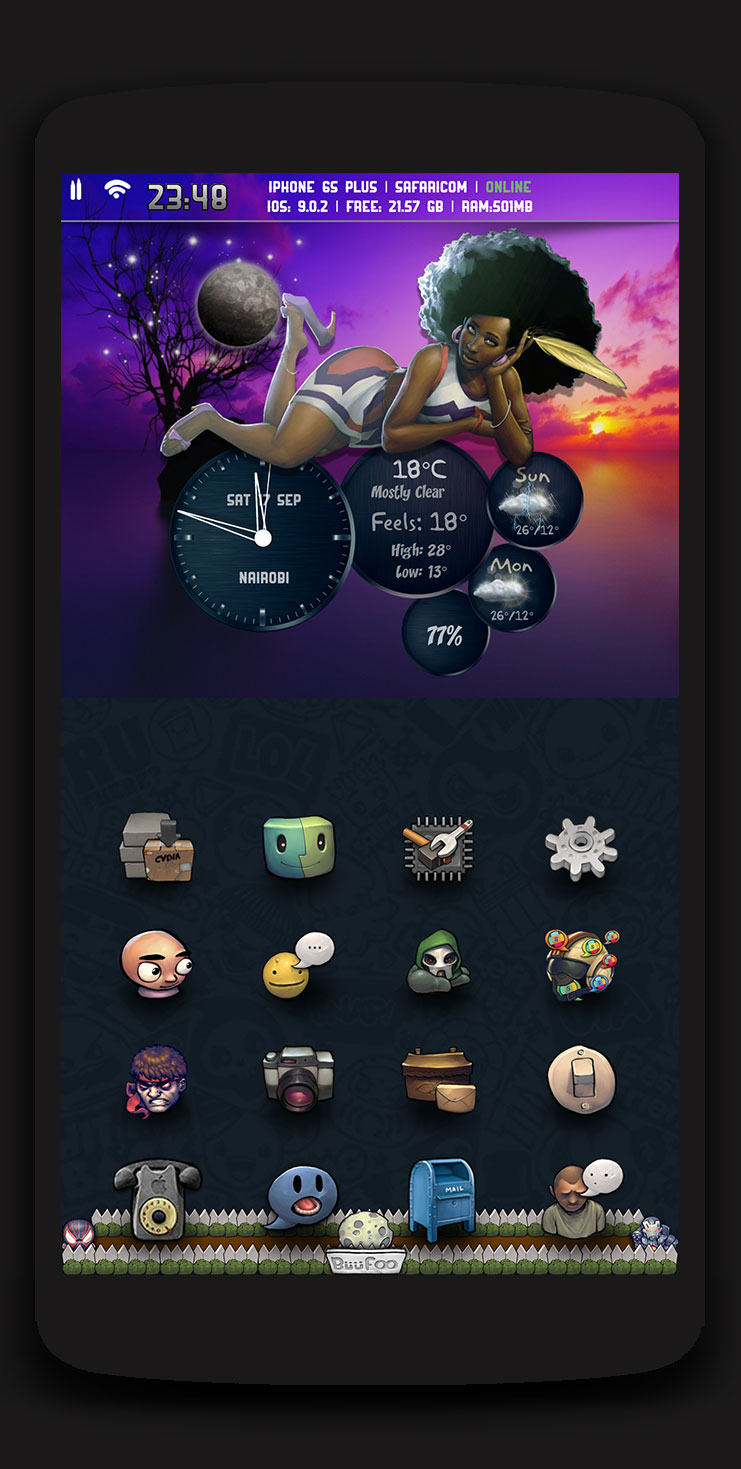 23:48
IPHONE 6S PLUS | SAFARICOM | ONLINE
IOS: 9.0.2 | FREE: 21.57 GB | RAM:501MB
SAT 17 SEP
NAIROBI
18°C
Mostly Clear
Feels: 18°
High: 28°
Low: 13°
Sun
26°/12°
Mon
26°/12°
77%
LOL
CYDIA
...
MAIL
BüüFoo